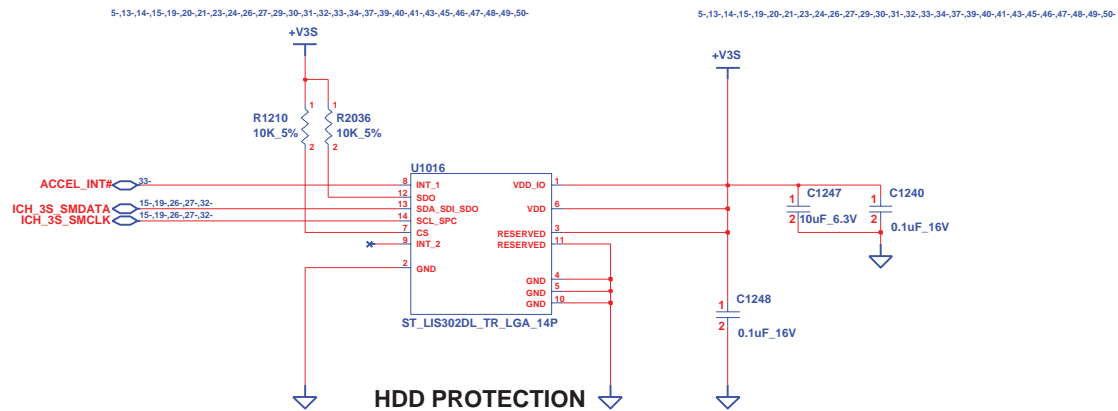 5-,13-,14-,15-,19-,20-,21-,23-,24-,26-,27-,29-,30-,31-,32-,33-,34-,37-,39-,40-,41-,43-,45-,46-,47-,48-,49-,50-
5-,13-,14-,15-,19-,20-,21-,23-,24-,26-,27-,29-,30-,31-,32-,33-,34-,37-,39-,40-,41-,43-,45-,46-,47-,48-,49-,50-
+V3S
+V3S
1 1
R1210 R2036
10K_5% 10K_5%
2 2
U1016
ACCEL_INT# 33- 8 INT_1 VDD_IO 1
12 SDO
ICH_3S_SMDATA 15-,19-,26-,27-,32- 13 SDA_SDI_SDO VDD 6
ICH_3S_SMCLK 15-,19-,26-,27-,32- 14 SCL_SPC
7 CS RESERVED 3
9 INT_2 RESERVED 11
2 GND
GND 4
GND 5
GND 10
ST_LIS302DL_TR_LGA_14P
C1247
1
2
10uF_6.3V
C1240
1
2
0.1uF_16V
C1248
1
2
0.1uF_16V
HDD PROTECTION